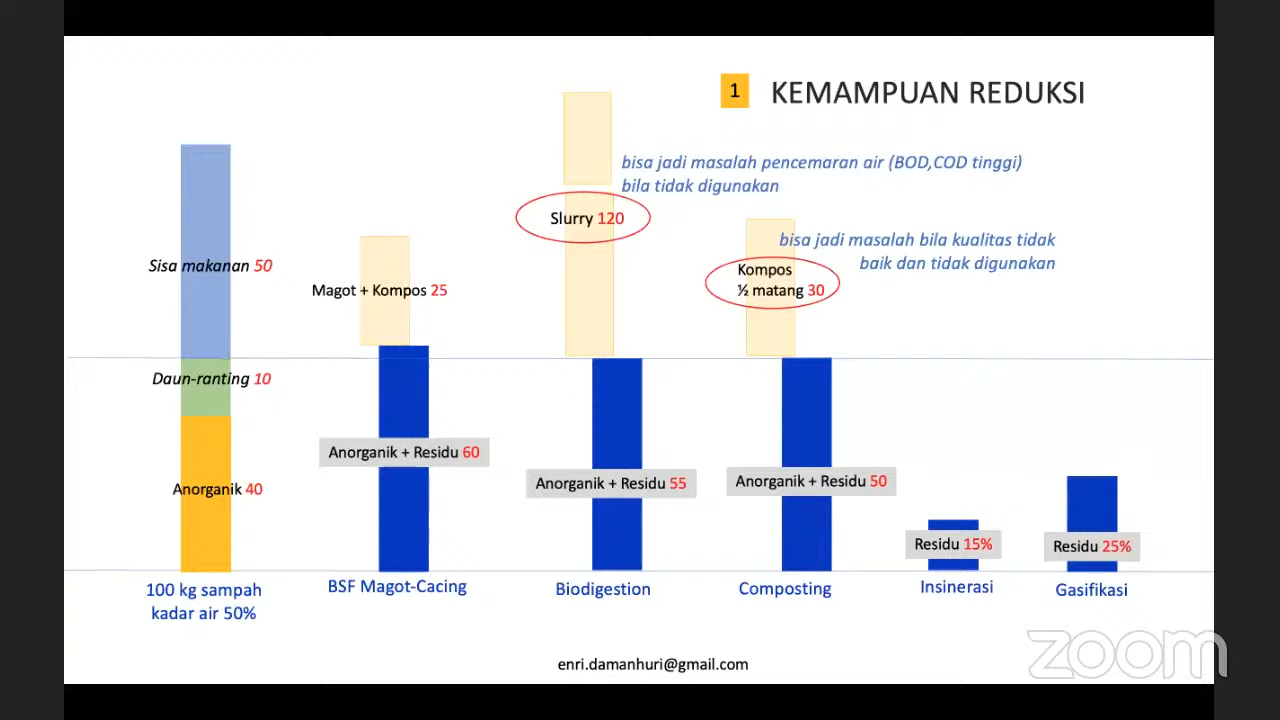 1 KEMAMPUAN REDUKSI
bisa jadi masalah pencemaran air (BOD,COD tinggi)
bila tidak digunakan
Slurry 120
bisa jadi masalah bila kualitas tidak
baik dan tidak digunakan
Sisa makanan 50
Magot + Kompos 25
Kompos
½ matang 30
Daun-ranting 10
Anorganik + Residu 60
Anorganik + Residu 55
Anorganik + Residu 50
Anorganik 40
Residu 15%
Residu 25%
100 kg sampah
kadar air 50%
BSF Magot-Cacing
Biodigestion
Composting
Insinerasi
Gasifikasi
enri.damanhuri@gmail.com
zoom